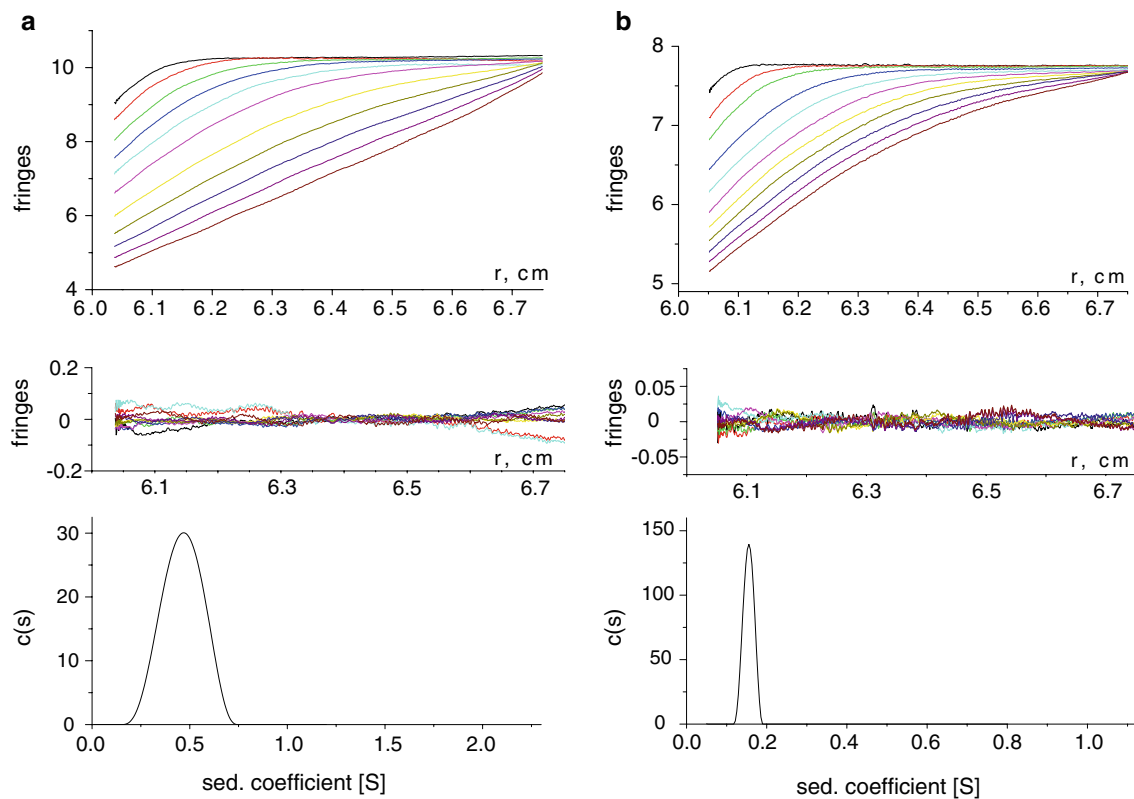 a
fringes
10
8
6
4
r, cm
6.0 6.1 6.2 6.3 6.4 6.5 6.6 6.7
fringes
0.2
0
-0.2
r, cm
6.1 6.3 6.5 6.7
c(s)
30
20
10
0
0.0 0.5 1.0 1.5 2.0
sed. coefficient [S]
b
fringes
8
7
6
5
r, cm
6.0 6.1 6.2 6.3 6.4 6.5 6.6 6.7
fringes
0.05
0
-0.05
r, cm
6.1 6.3 6.5 6.7
c(s)
150
100
50
0
0.0 0.2 0.4 0.6 0.8 1.0
sed. coefficient [S]